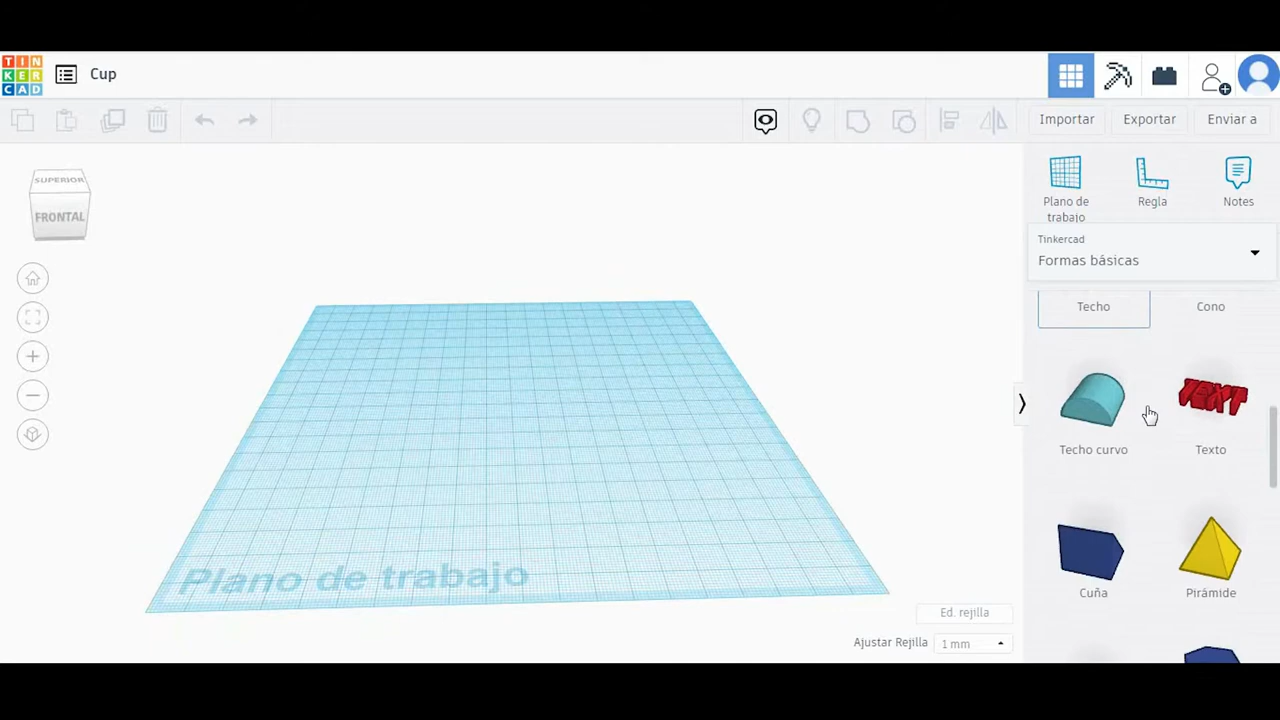 TIN
KER
CAD
Cup
Importar
Exportar
Enviar a
SUPERIOR
FRONTAL
Plano de
trabajo
Regla
Notes
Tinkercad
Formas básicas
Techo
Cono
TEXT
Techo curvo
Texto
Cuña
Pirámide
Plano de trabajo
Ed. rejilla
Ajustar Rejilla
1 mm